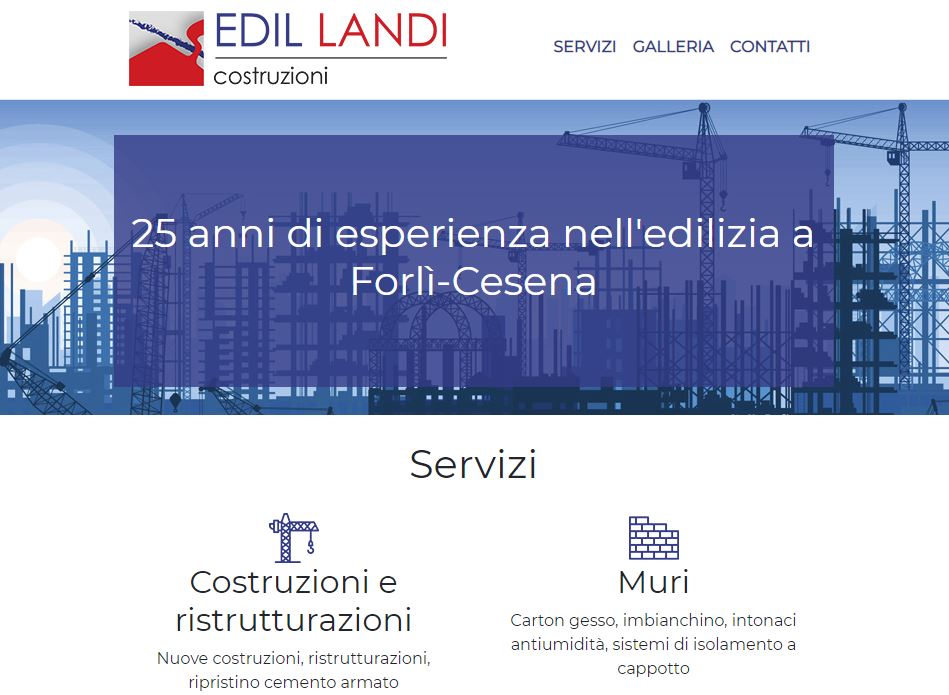 EDIL LANDI
costruzioni
SERVIZI GALLERIA CONTATTI
25 anni di esperienza nell'edilizia a
Forlì-Cesena
Servizi
Costruzioni e
ristrutturazioni
Nuove costruzioni, ristrutturazioni,
ripristino cemento armato
Muri
Carton gesso, imbianchino, intonaci
antiumidità, sistemi di isolamento a
cappotto